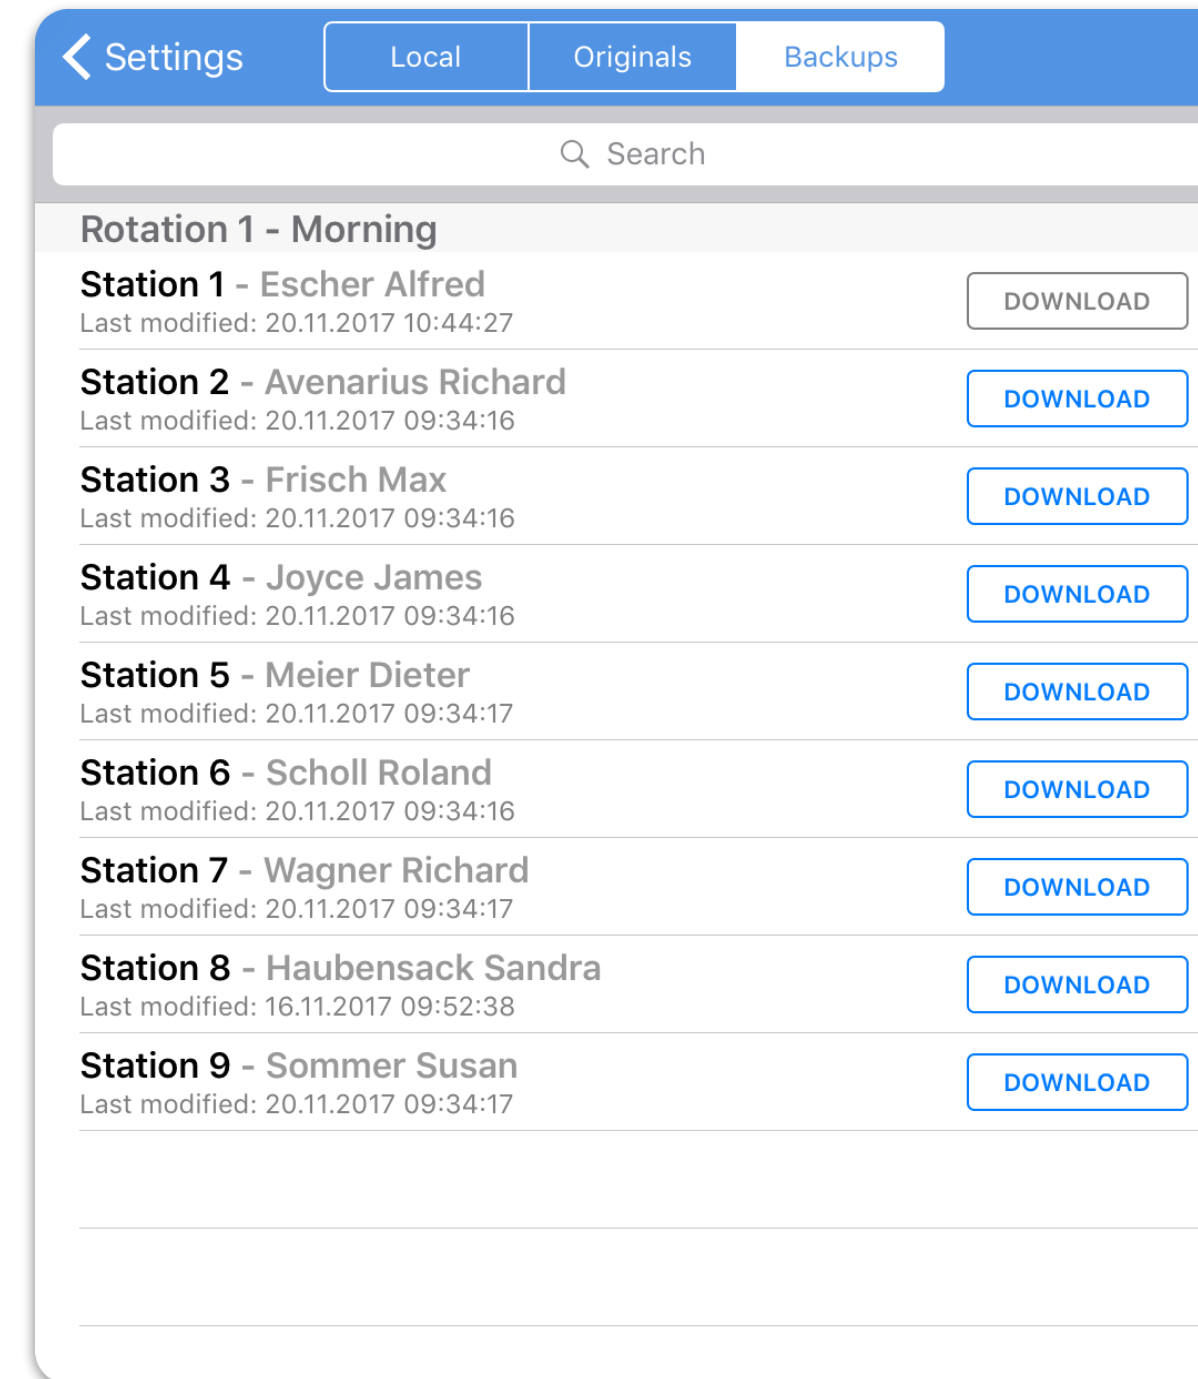 Settings Local Originals Backups
Search
Rotation 1 - Morning
Station 1 - Escher Alfred
Last modified: 20.11.2017 10:44:27
DOWNLOAD
Station 2 - Avenarius Richard
Last modified: 20.11.2017 09:34:16
DOWNLOAD
Station 3 - Frisch Max
Last modified: 20.11.2017 09:34:16
DOWNLOAD
Station 4 - Joyce James
Last modified: 20.11.2017 09:34:16
DOWNLOAD
Station 5 - Meier Dieter
Last modified: 20.11.2017 09:34:17
DOWNLOAD
Station 6 - Scholl Roland
Last modified: 20.11.2017 09:34:16
DOWNLOAD
Station 7 - Wagner Richard
Last modified: 20.11.2017 09:34:17
DOWNLOAD
Station 8 - Haubensack Sandra
Last modified: 16.11.2017 09:52:38
DOWNLOAD
Station 9 - Sommer Susan
Last modified: 20.11.2017 09:34:17
DOWNLOAD